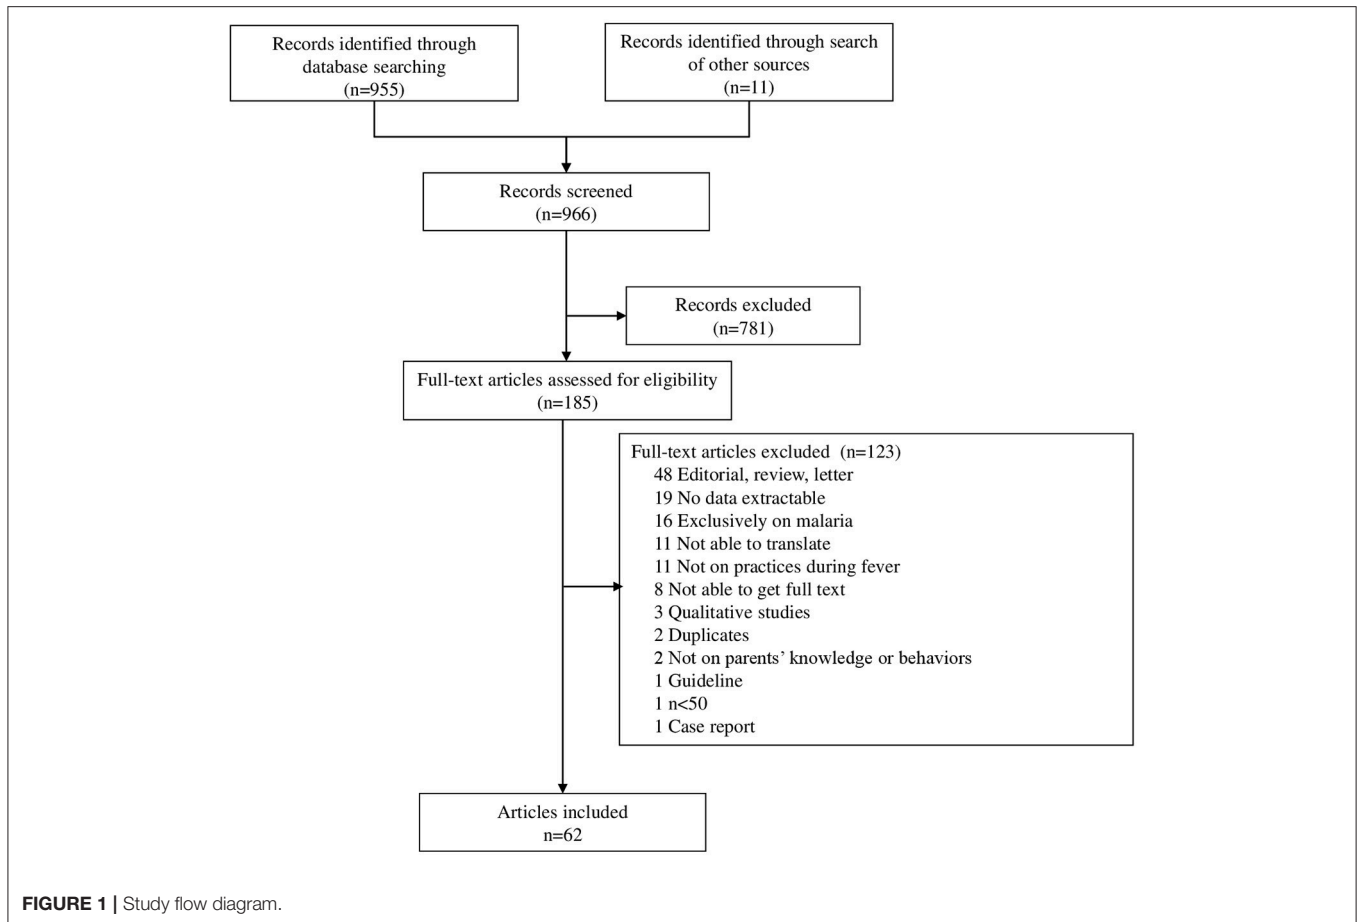 Records identified through
database searching
(n=955)
Records identified through search
of other sources
(n=11)
Records screened
(n=966)
Records excluded
(n=781)
Full-text articles assessed for eligibility
(n=185)
Full-text articles excluded (n=123)
48 Editorial, review, letter
19 No data extractable
16 Exclusively on malaria
11 Not able to translate
11 Not on practices during fever
8 Not able to get full text
3 Qualitative studies
2 Duplicates
2 Not on parents’ knowledge or behaviors
1 Guideline
1 n<50
1 Case report
Articles included
n=62
FIGURE 1 | Study flow diagram.